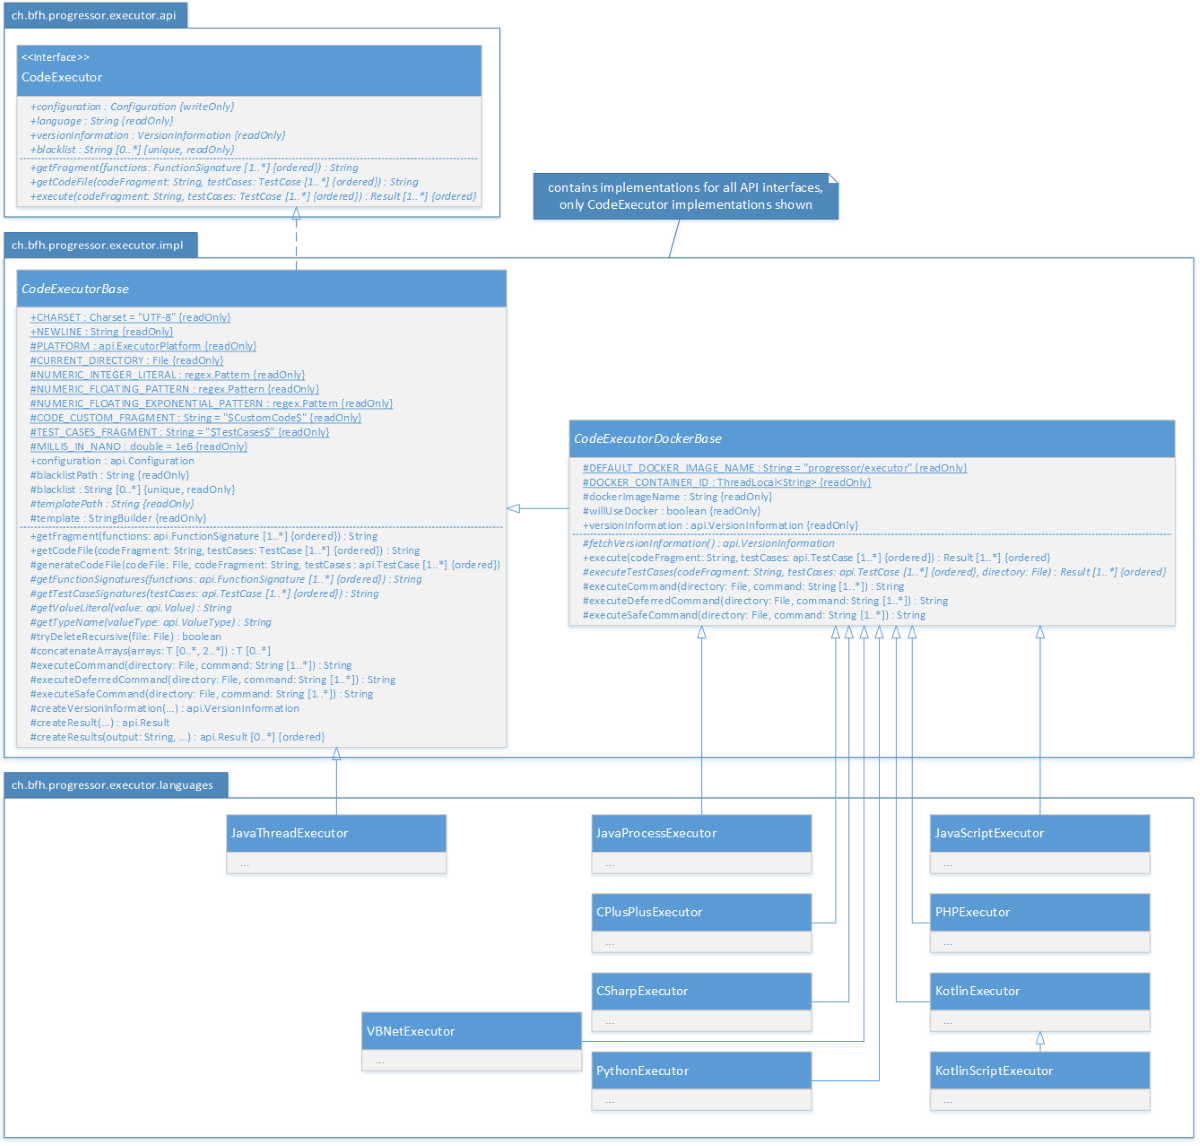 ch.bfh.progressor.executor.api
<<Interface>>
CodeExecutor
+configuration : Configuration {writeOnly}
+language : String {readOnly}
+versionInformation : VersionInformation {readOnly}
+blacklist : String [0..*] {unique, readOnly}
+getFragment(functions: FunctionSignature [1..*] {ordered}) : String
+getCodeFile(codeFragment: String, testCases: TestCase [1..*] {ordered}) : String
+execute(codeFragment: String, testCases: TestCase [1..*] {ordered}) : Result [1..*] {ordered}
contains implementations for all API interfaces,
only CodeExecutor implementations shown
ch.bfh.progressor.executor.impl
CodeExecutorBase
+CHARSET : Charset = "UTF-8" {readOnly}
+NEWLINE : String {readOnly}
#PLATFORM : api.ExecutorPlatform {readOnly}
#CURRENT_DIRECTORY : File {readOnly}
#NUMERIC_INTEGER_LITERAL : regex.Pattern {readOnly}
#NUMERIC_FLOATING_PATTERN : regex.Pattern {readOnly}
#NUMERIC_FLOATING_EXPONENTIAL_PATTERN : regex.Pattern {readOnly}
#CODE_CUSTOM_FRAGMENT : String = "$CustomCode$" {readOnly}
#TEST_CASES_FRAGMENT : String = "$TestCases$" {readOnly}
#MILLIS_IN_NANO : double = 1e6 {readOnly}
+configuration : api.Configuration
#blacklistPath : String {readOnly}
#blacklist : String [0..*] {unique, readOnly}
#templatePath : String {readOnly}
#template : StringBuilder {readOnly}
+getFragment(functions: api.FunctionSignature [1..*] {ordered}) : String
+getCodeFile(codeFragment: String, testCases: TestCase [1..*] {ordered}) : String
#generateCodeFile(codeFile: File, codeFragment: String, testCases : api.TestCase [1..*] {ordered})
#getFunctionSignatures(functions: api.FunctionSignature [1..*] {ordered}) : String
#getTestCaseSignatures(testCases: api.TestCase [1..*] {ordered}) : String
#getValueLiteral(value: api.Value) : String
#getTypeName(valueType: api.ValueType) : String
#tryDeleteRecursive(file: File) : boolean
#concatenateArrays(arrays: T [0..*, 2..*]) : T [0..*]
#executeCommand(directory: File, command: String [1..*]) : String
#executeDeferredCommand(directory: File, command: String [1..*]) : String
#executeSafeCommand(directory: File, command: String [1..*]) : String
#createVersionInformation(...) : api.VersionInformation
#createResult(...) : api.Result
#createResults(output: String, ...) : api.Result [0..*] {ordered}
CodeExecutorDockerBase
#DEFAULT_DOCKER_IMAGE_NAME : String = "progressor/executor" {readOnly}
#DOCKER_CONTAINER_ID : ThreadLocal<String> {readOnly}
#dockerImageName : String {readOnly}
#willUseDocker : boolean {readOnly}
+versionInformation : api.VersionInformation {readOnly}
#fetchVersionInformation() : api.VersionInformation
+execute(codeFragment: String, testCases: api.TestCase [1..*] {ordered}) : Result [1..*] {ordered}
#executeTestCases(codeFragment: String, testCases: api.TestCase [1..*] {ordered}, directory: File) : Result [1..*] {ordered}
#executeCommand(directory: File, command: String [1..*]) : String
#executeDeferredCommand(directory: File, command: String [1..*]) : String
#executeSafeCommand(directory: File, command: String [1..*]) : String
ch.bfh.progressor.executor.languages
JavaThreadExecutor
...
JavaProcessExecutor
...
JavaScriptExecutor
...
CPlusPlusExecutor
...
PHPExecutor
...
CSharpExecutor
...
KotlinExecutor
...
VBNetExecutor
...
PythonExecutor
...
KotlinScriptExecutor
...